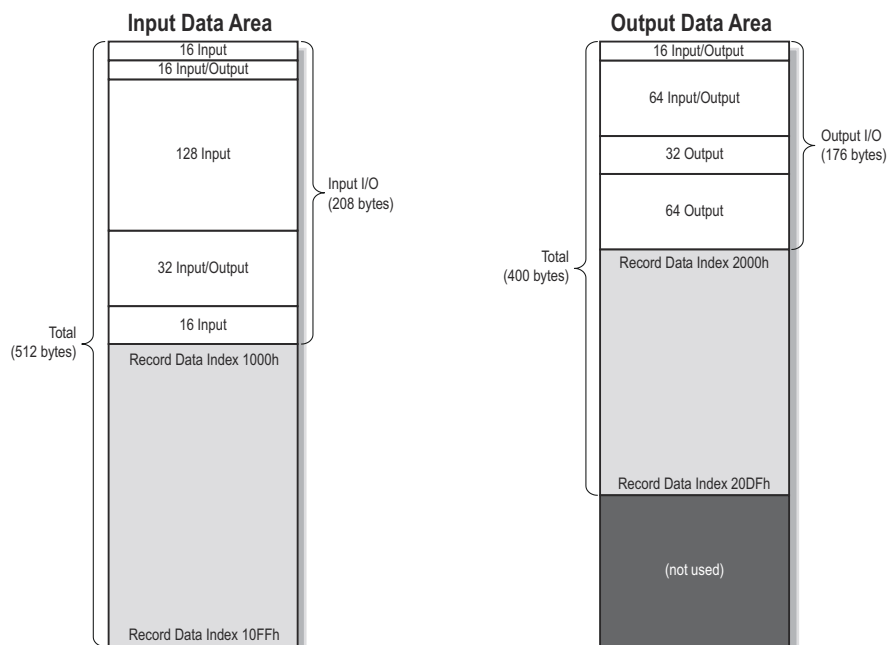 Input Data Area
16 Input
16 Input/Output
128 Input
Input I/O
(208 bytes)
32 Input/Output
16 Input
Total
(512 bytes)
Record Data Index 1000h
Record Data Index 10FFh
Output Data Area
16 Input/Output
64 Input/Output
Output I/O
(176 bytes)
32 Output
64 Output
Total
(400 bytes)
Record Data Index 2000h
Record Data Index 20DFh
(not used)